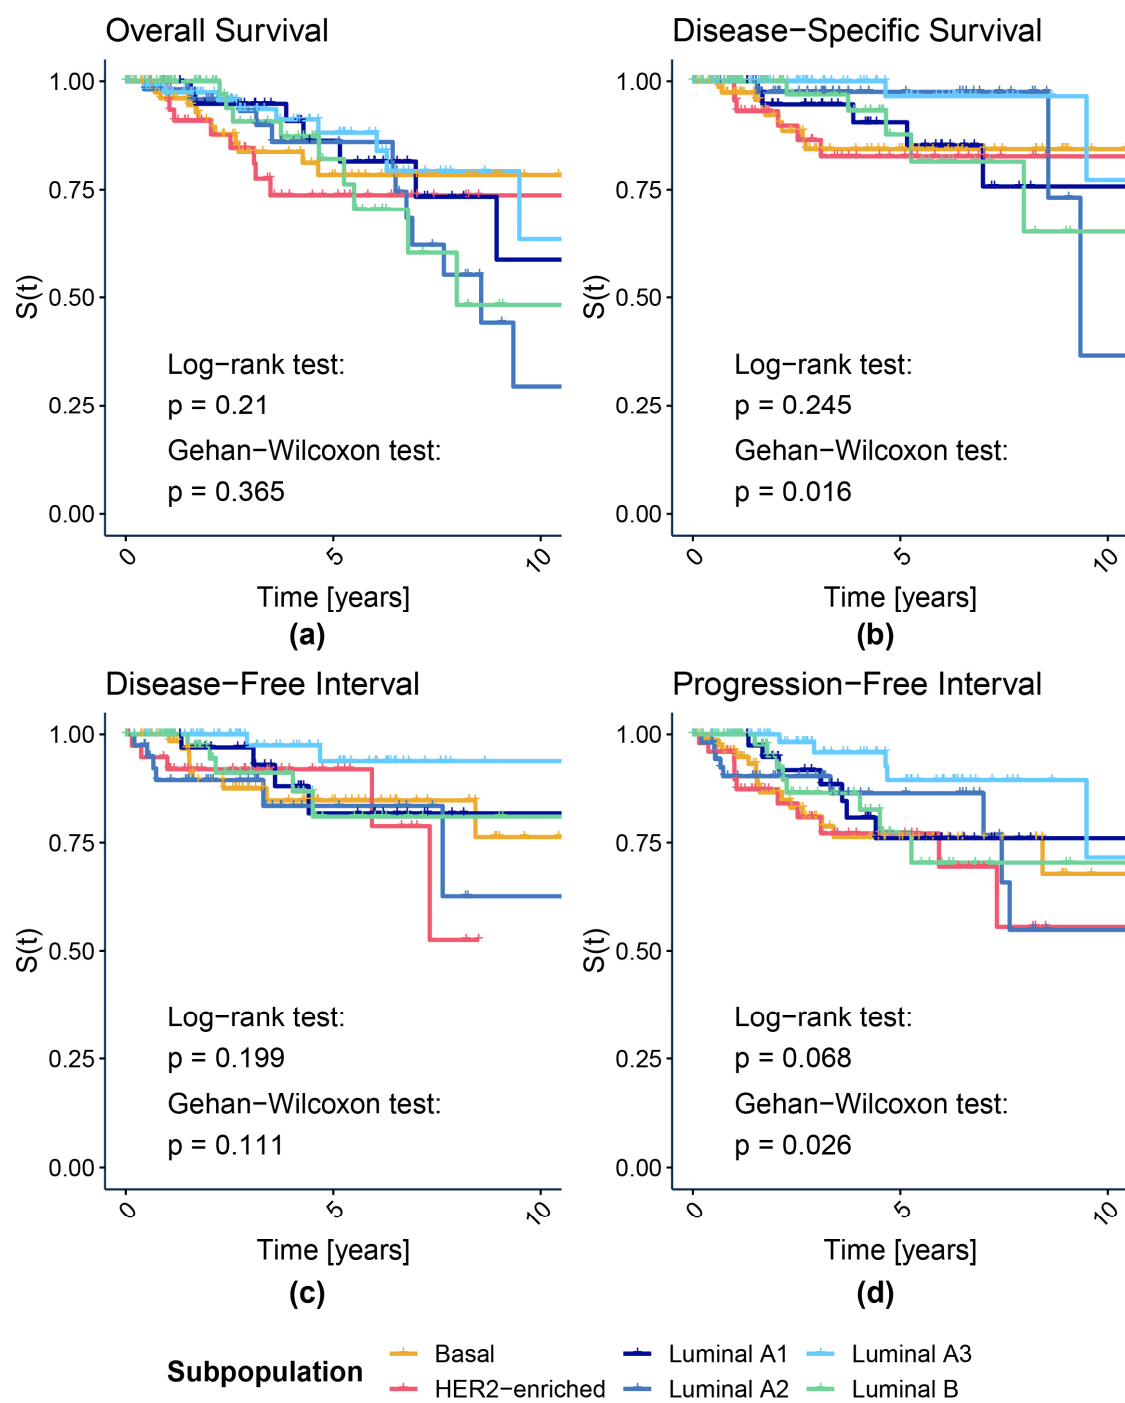 Overall Survival
1.00
0.75
0.50
0.25
0.00
S(t)
Log−rank test:
p = 0.21
Gehan−Wilcoxon test:
p = 0.365
0
5
10
Time [years]
(a)
Disease−Specific Survival
1.00
0.75
0.50
0.25
0.00
S(t)
Log−rank test:
p = 0.245
Gehan−Wilcoxon test:
p = 0.016
0
5
10
Time [years]
(b)
Disease−Free Interval
1.00
0.75
0.50
0.25
0.00
S(t)
Log−rank test:
p = 0.199
Gehan−Wilcoxon test:
p = 0.111
0
5
10
Time [years]
(c)
Progression−Free Interval
1.00
0.75
0.50
0.25
0.00
S(t)
Log−rank test:
p = 0.068
Gehan−Wilcoxon test:
p = 0.026
0
5
10
Time [years]
(d)
Subpopulation
Basal
HER2−enriched
Luminal A1
Luminal A2
Luminal A3
Luminal B